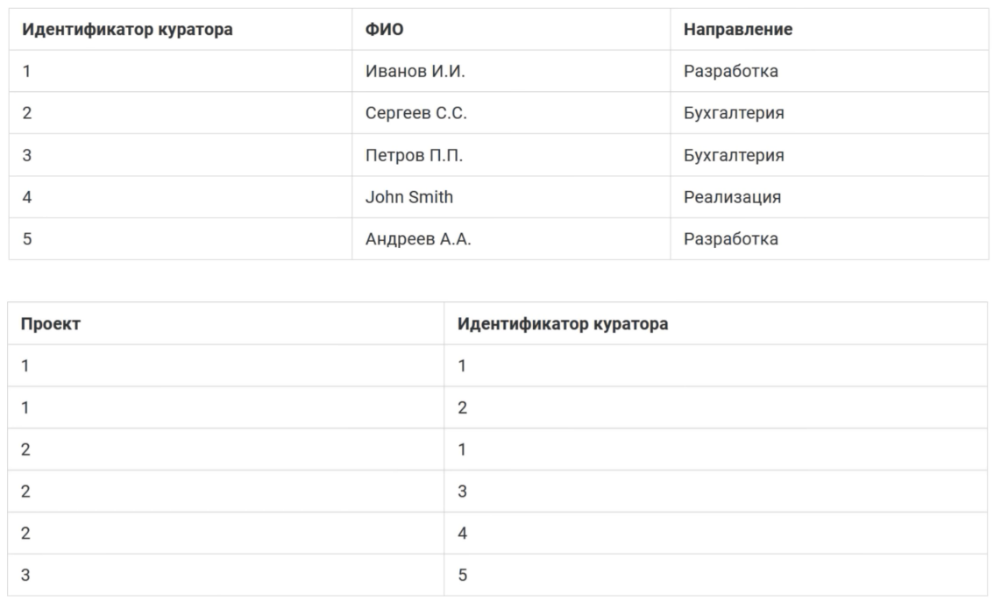 Идентификатор куратора ФИО Направление
1 Иванов И.И. Разработка
2 Сергеев С.С. Бухгалтерия
3 Петров П.П. Бухгалтерия
4 John Smith Реализация
5 Андреев А.А. Разработка
Проект Идентификатор куратора
1 1
1 2
2 1
2 3
2 4
3 5